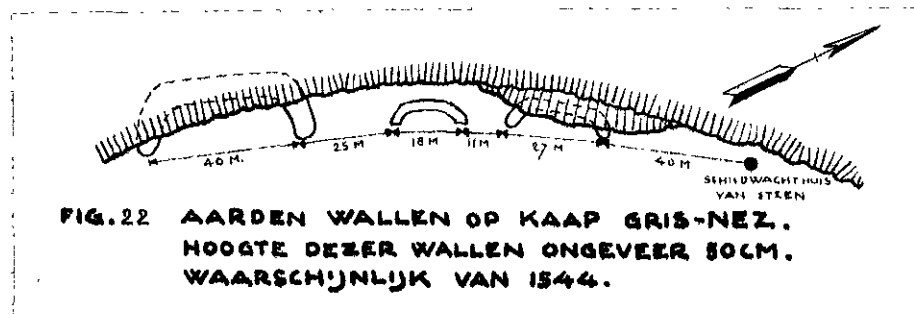 40 M.
25 M
18 M
11 M
27 M
40 M
SCHILDWACHTHUIS
VAN STEEN
FIG. 22 AARDEN WALLEN OP KAAP GRIS-NEZ.
HOOGTE DEZER WALLEN ONGEVEER 50 CM.
WAARSCHIJNLIJK VAN 1544.